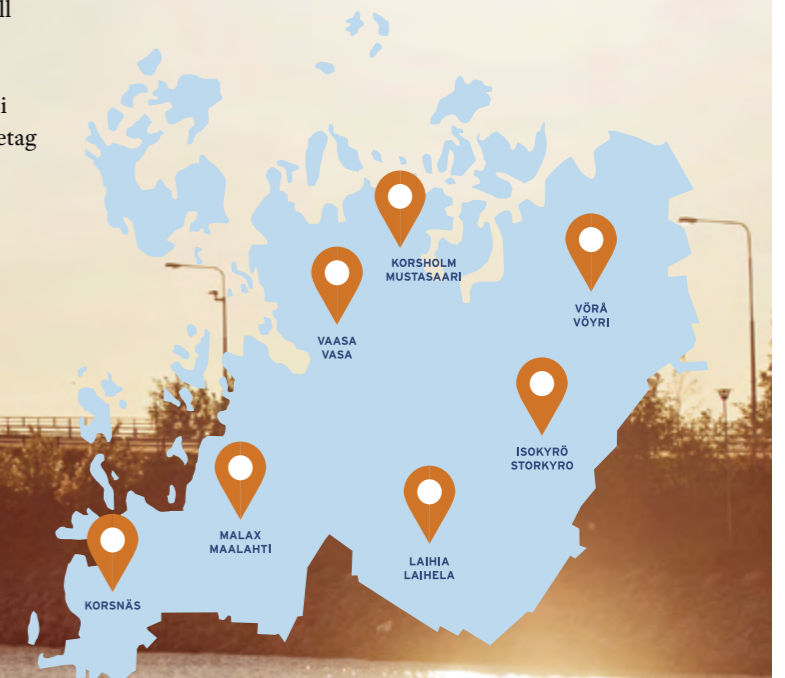 ll
i
etag
KORSHOLM
MUSTASAARI
VÖRÅ
VÖYRI
VAASA
VASA
ISOKYRÖ
STORKYRO
MALAX
MAALAHTI
LAIHIA
LAIHELA
KORSNÄS